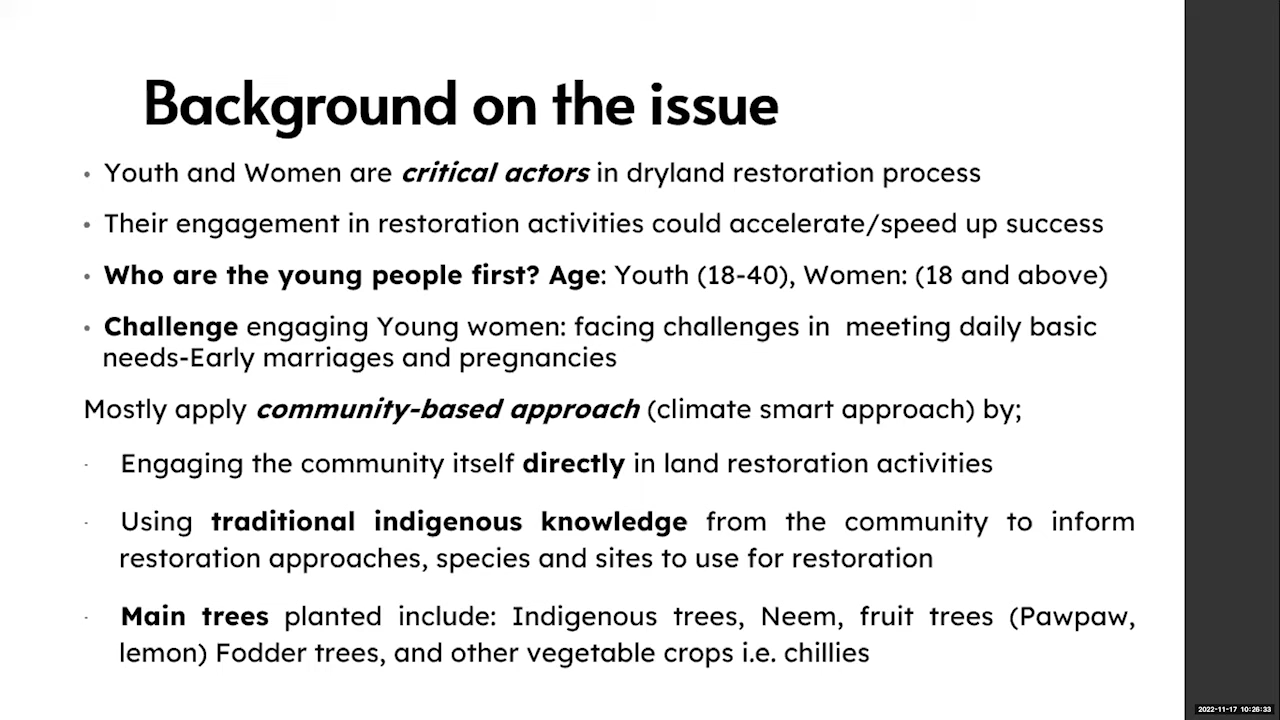 Background on the issue
• Youth and Women are critical actors in dryland restoration process
• Their engagement in restoration activities could accelerate/speed up success
• Who are the young people first? Age: Youth (18-40), Women: (18 and above)
• Challenge engaging Young women: facing challenges in meeting daily basic
needs-Early marriages and pregnancies
Mostly apply community-based approach (climate smart approach) by;
· Engaging the community itself directly in land restoration activities
· Using traditional indigenous knowledge from the community to inform
restoration approaches, species and sites to use for restoration
· Main trees planted include: Indigenous trees, Neem, fruit trees (Pawpaw,
lemon) Fodder trees, and other vegetable crops i.e. chillies
2022-11-17 10:26:33